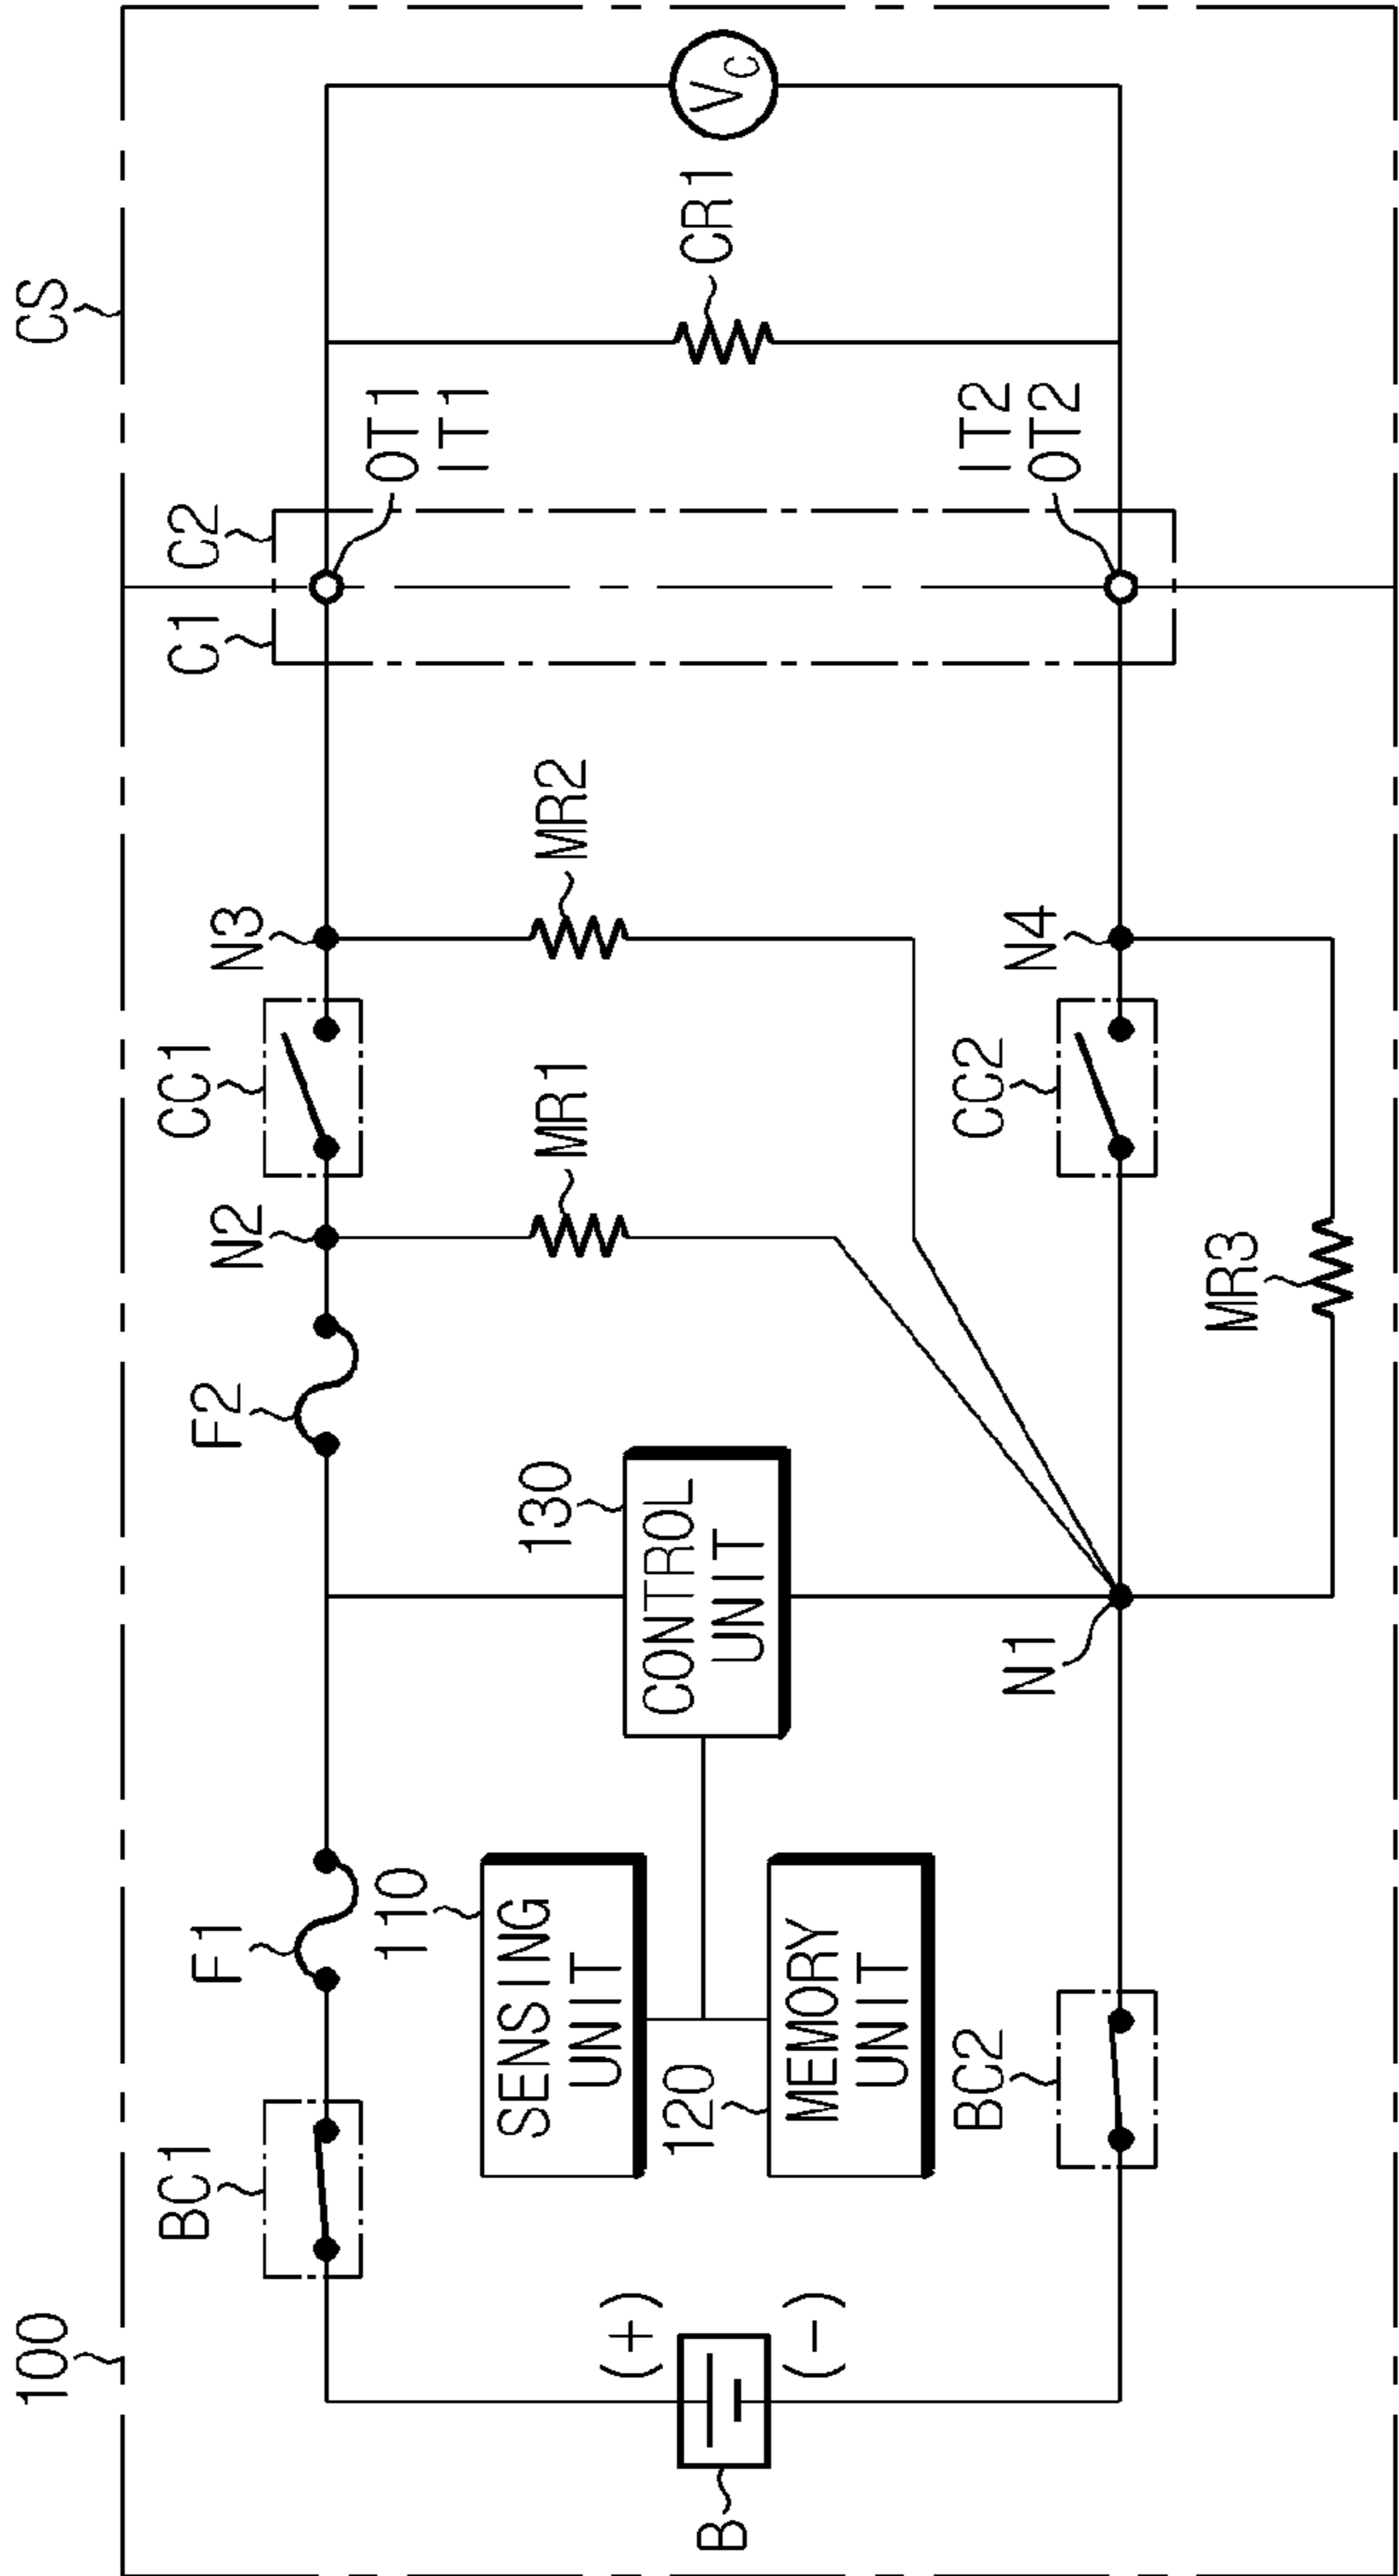 100
CS
BC1
F1
F2
N2
CC1
N3
C1
C2
OT1
IT1
110
SENSING
UNIT
130
CONTROL
UNIT
MR1
MR2
(+)
(-)
B
120
MEMORY
UNIT
CR1
VC
BC2
N1
CC2
N4
IT2
OT2
MR3